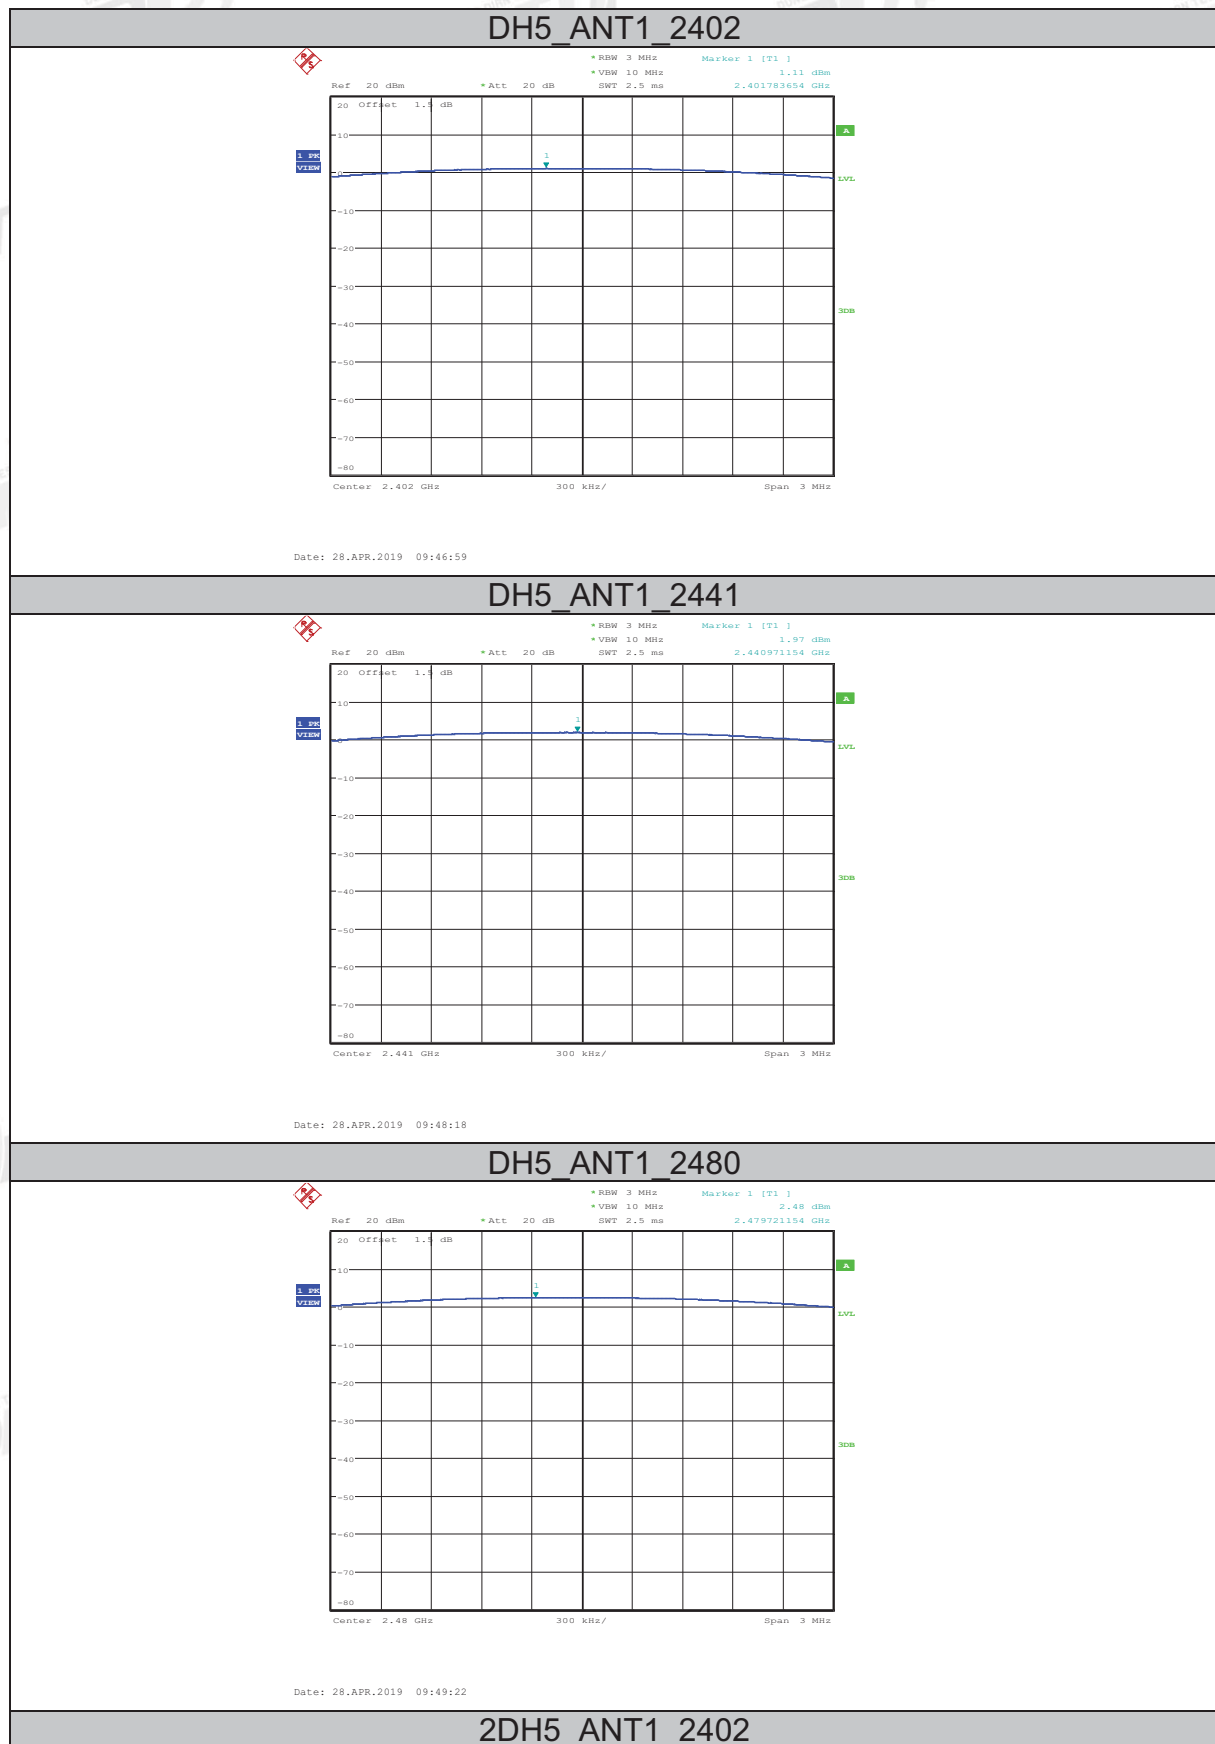 DH5_ANT1_2402
* RBW 3 MHz Marker 1 [T1 ]
* VBW 10 MHz 1.11 dBm
Ref 20 dBm * Att 20 dB SWT 2.5 ms 2.401783654 GHz
20 Offset 1.5 dB
A
10
1 PK
VIEW
1
0
LVL
-10
-20
-30
3DB
-40
-50
-60
-70
-80
Center 2.402 GHz 300 kHz/ Span 3 MHz
Date: 28.APR.2019 09:46:59
DH5_ANT1_2441
* RBW 3 MHz Marker 1 [T1 ]
* VBW 10 MHz 1.97 dBm
Ref 20 dBm * Att 20 dB SWT 2.5 ms 2.440971154 GHz
20 Offset 1.5 dB
A
10
1 PK
VIEW
1
0
LVL
-10
-20
-30
3DB
-40
-50
-60
-70
-80
Center 2.441 GHz 300 kHz/ Span 3 MHz
Date: 28.APR.2019 09:48:18
DH5_ANT1_2480
* RBW 3 MHz Marker 1 [T1 ]
* VBW 10 MHz 2.48 dBm
Ref 20 dBm * Att 20 dB SWT 2.5 ms 2.479721154 GHz
20 Offset 1.5 dB
A
10
1 PK
VIEW
1
0
LVL
-10
-20
-30
3DB
-40
-50
-60
-70
-80
Center 2.48 GHz 300 kHz/ Span 3 MHz
Date: 28.APR.2019 09:49:22
2DH5_ANT1_2402